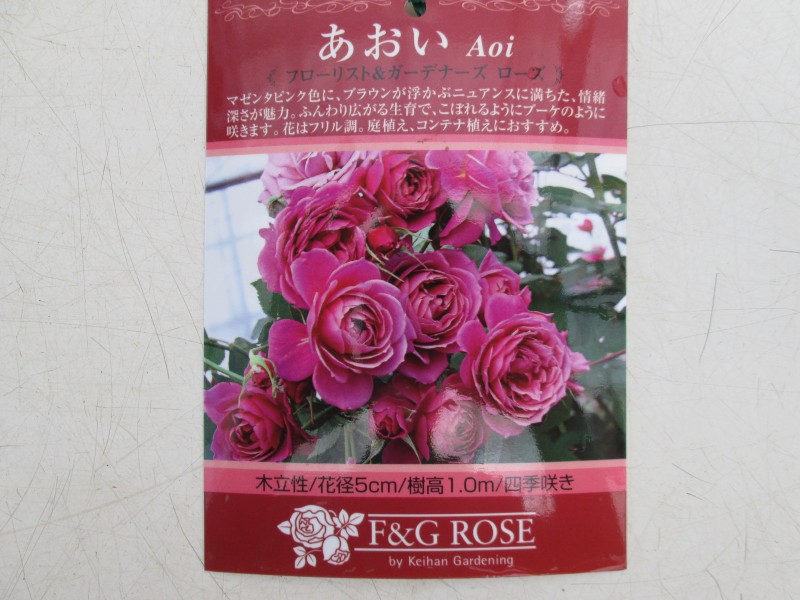 あおい Aoi
《 フローリスト&ガーデナーズ ローズ 》
マゼンタピンク色に、ブラウンが浮かぶニュアンスに満ちた、情緒
深さが魅力。ふんわり広がる生育で、こぼれるようにブーケのように
咲きます。花はフリル調。庭植え、コンテナ植えにおすすめ。
木立性/花径5cm/樹高1.0m/四季咲き
F&G ROSE
by Keihan Gardening